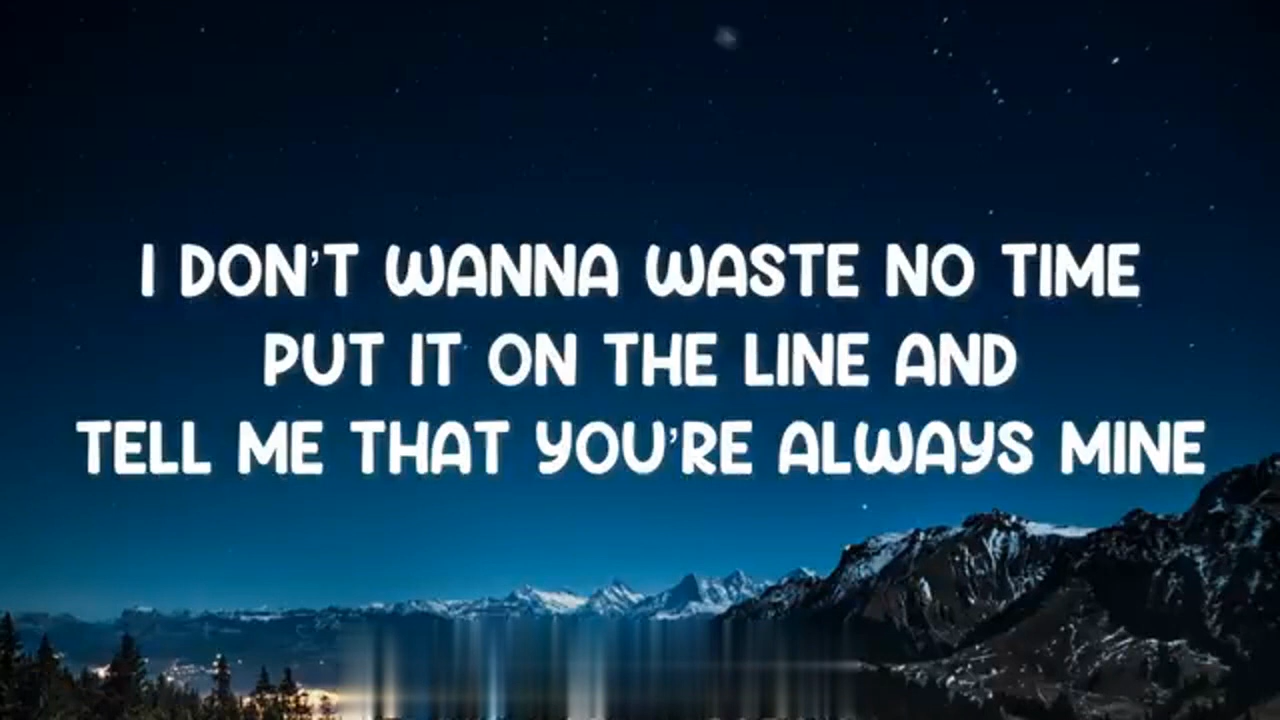 I DON'T WANNA WASTE NO TIME
PUT IT ON THE LINE AND
TELL ME THAT YOU'RE ALWAYS MINE